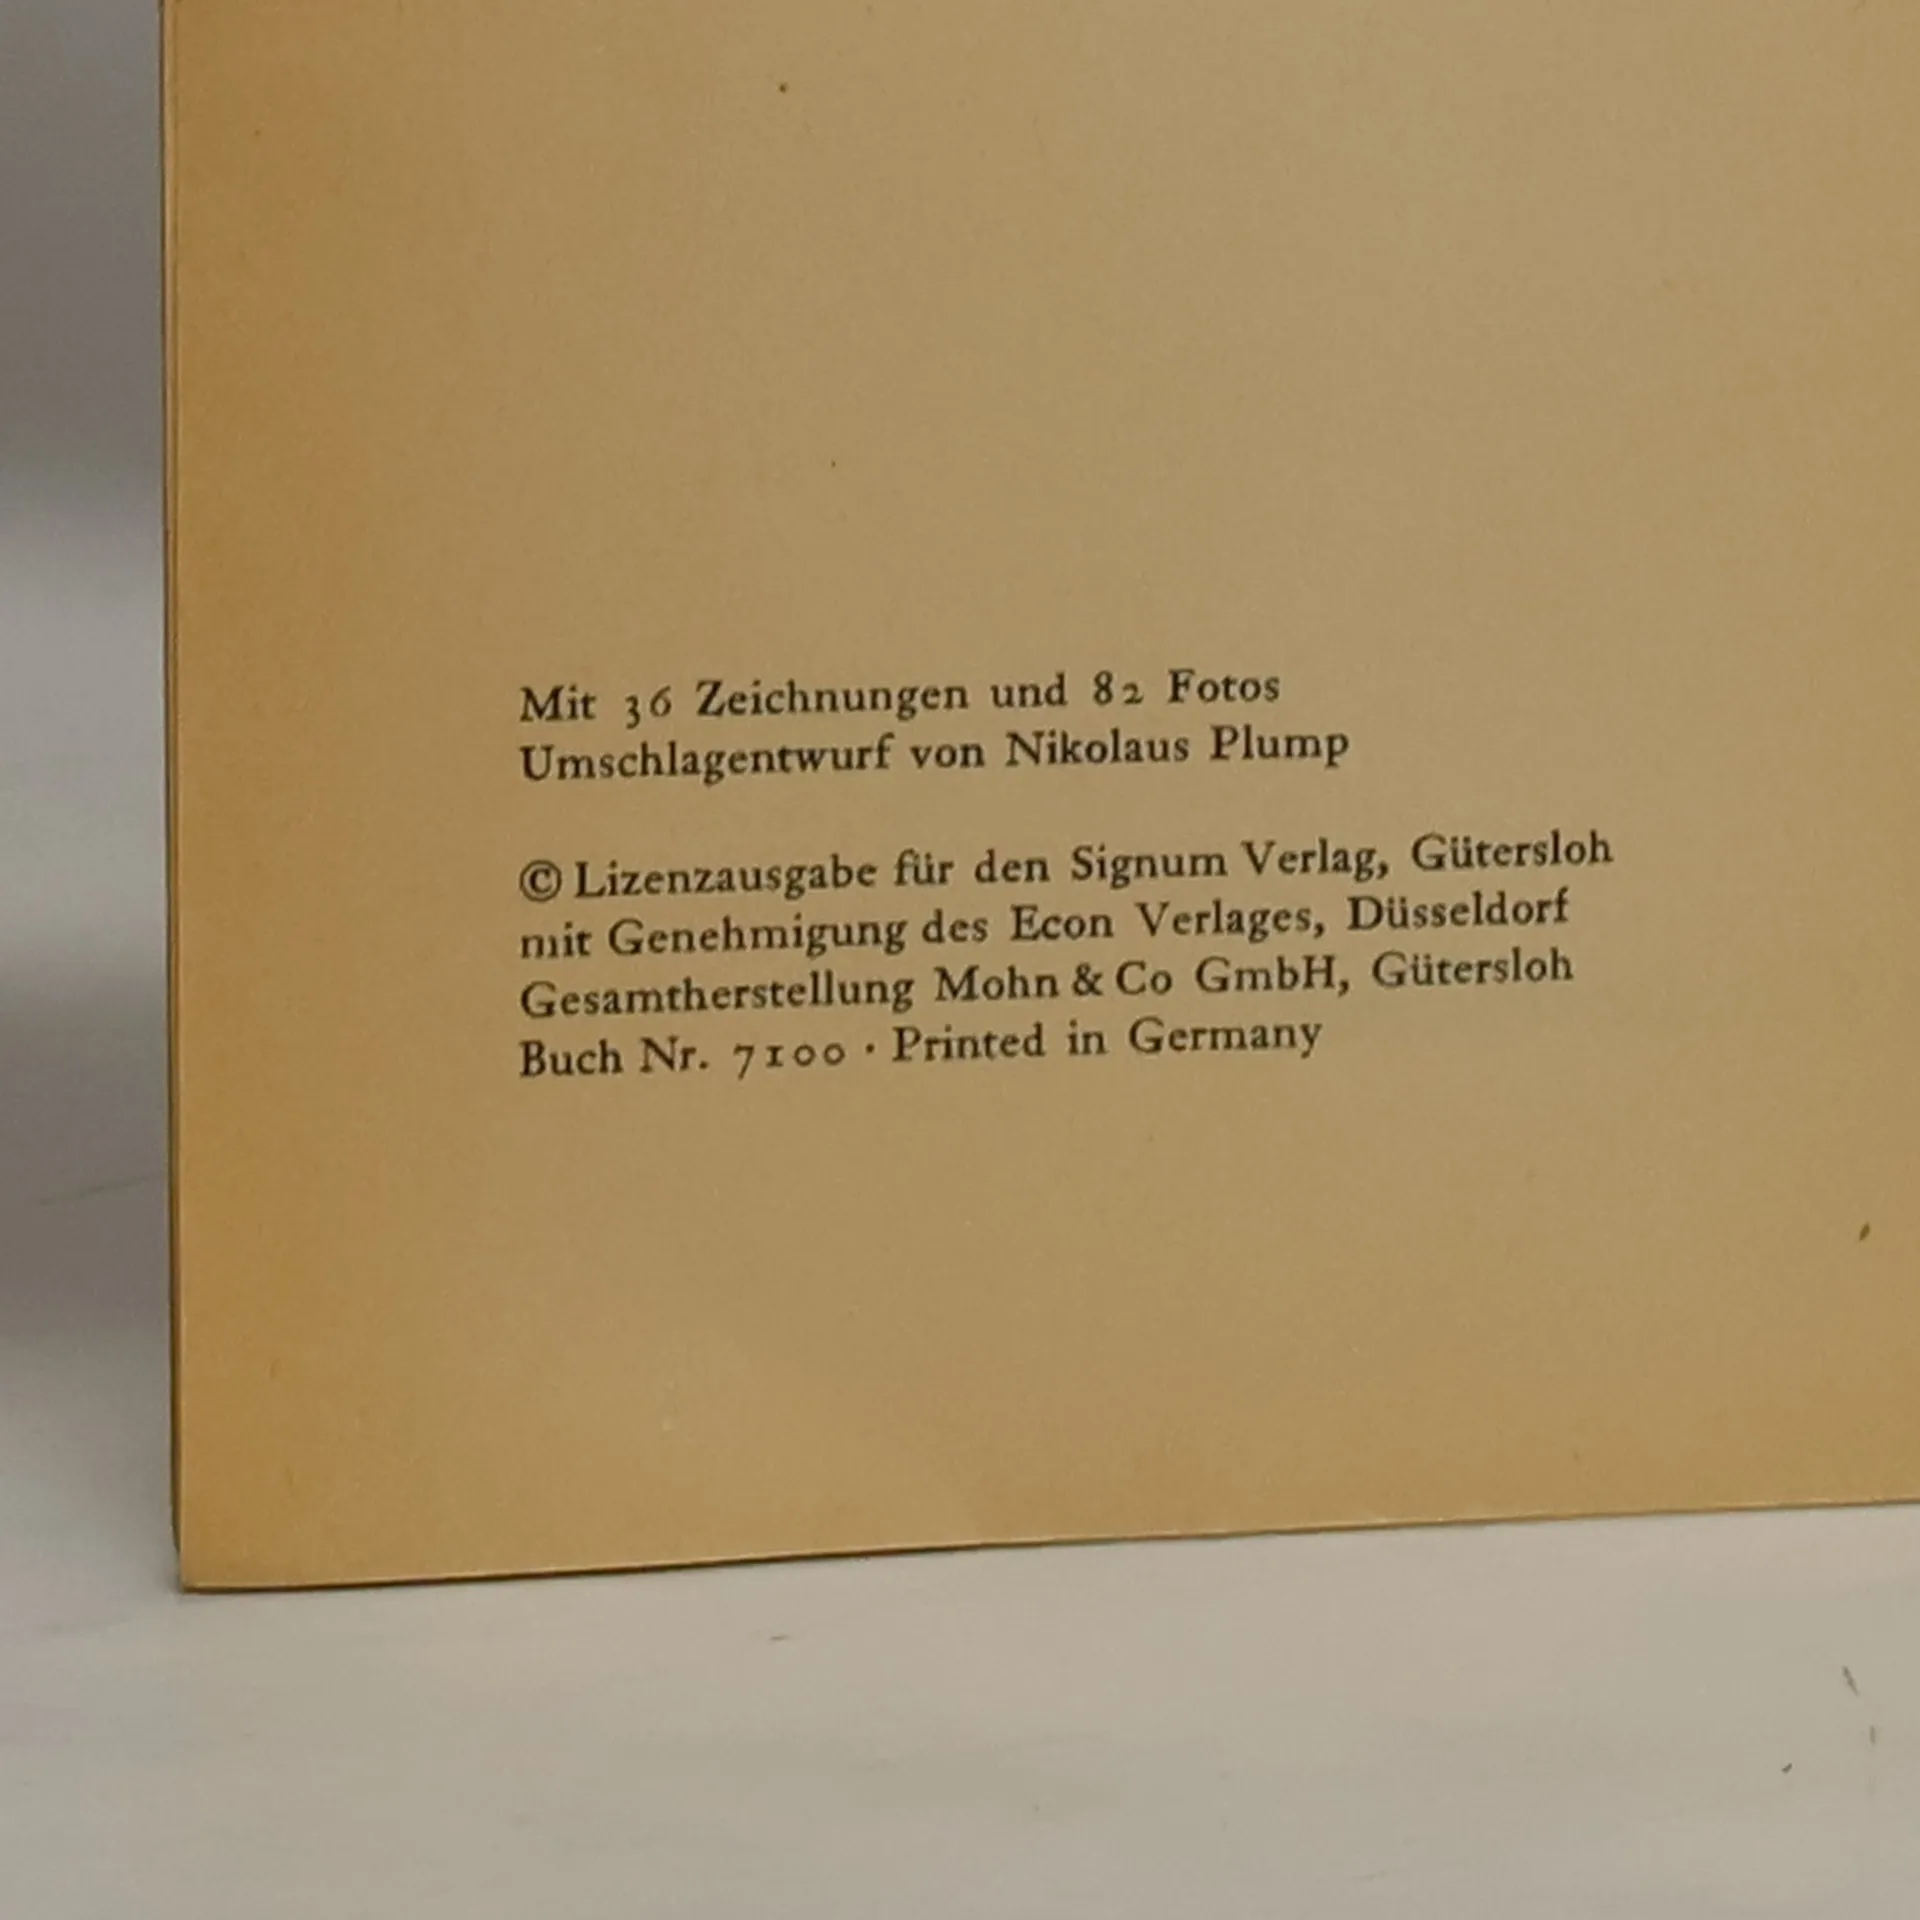 Mit 36 Zeichnungen und 82 Fotos
Umschlagentwurf von Nikolaus Plump
© Lizenzausgabe für den Signum Verlag, Gütersloh
mit Genehmigung des Econ Verlages, Düsseldorf
Gesamtherstellung Mohn & Co GmbH, Gütersloh
Buch Nr. 7100 · Printed in Germany